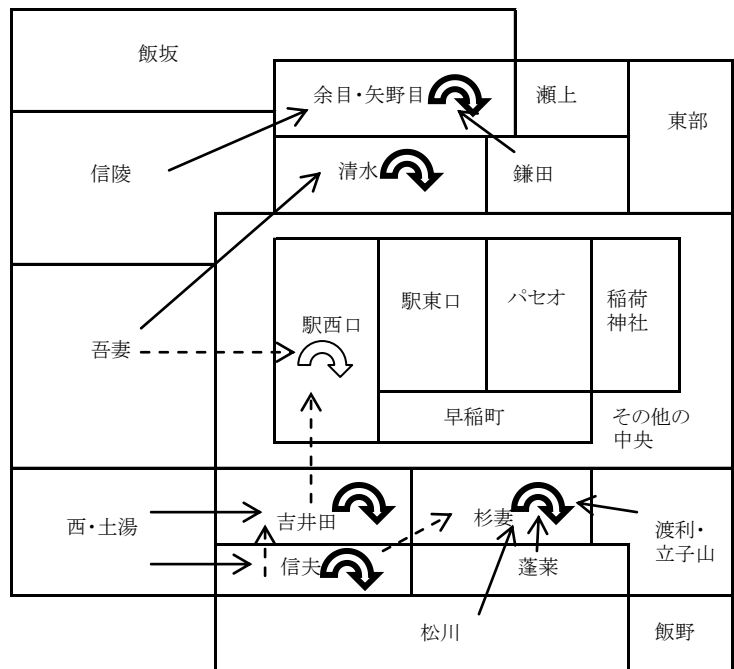 飯坂
余目・矢野目
瀬上
東部
信陵
清水
鎌田
駅西口
駅東口
パセオ
稲荷
神社
吾妻
早稲町
その他の
中央
西・土湯
吉井田
杉妻
渡利・
立子山
信夫
蓬莱
松川
飯野